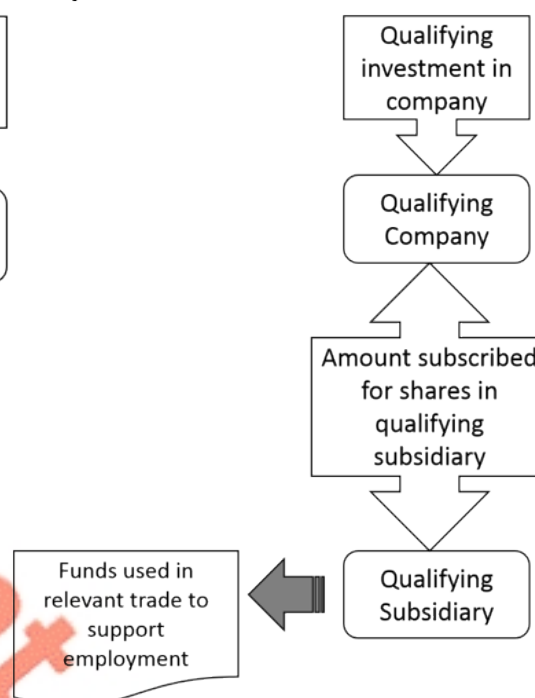 Qualifying
investment in
company
Qualifying
Company
Amount subscribed
for shares in
qualifying
subsidiary
Funds used in
relevant trade to
support
employment
Qualifying
Subsidiary